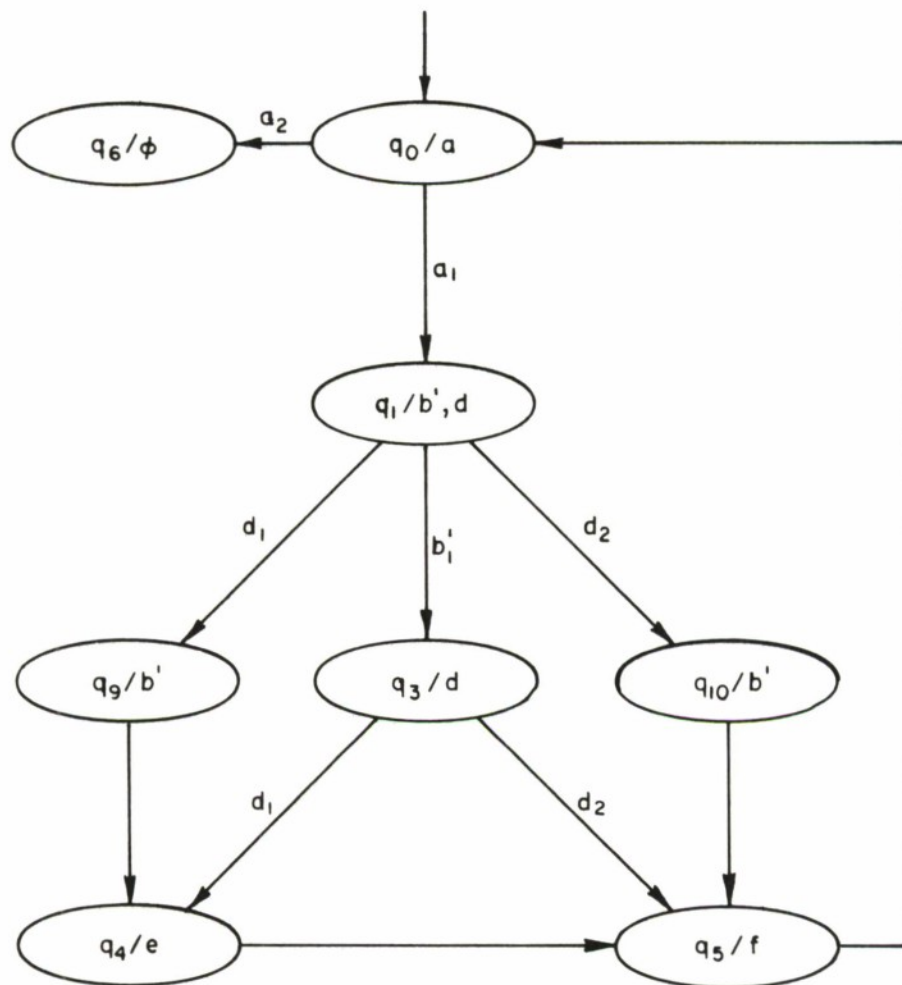 a₂
q₆/ϕ
q₀/a
a₁
q₁/b',d
d₁
b'₁
d₂
q₉/b'
q₃/d
q₁₀/b'
d₁
d₂
q₄/e
q₅/f